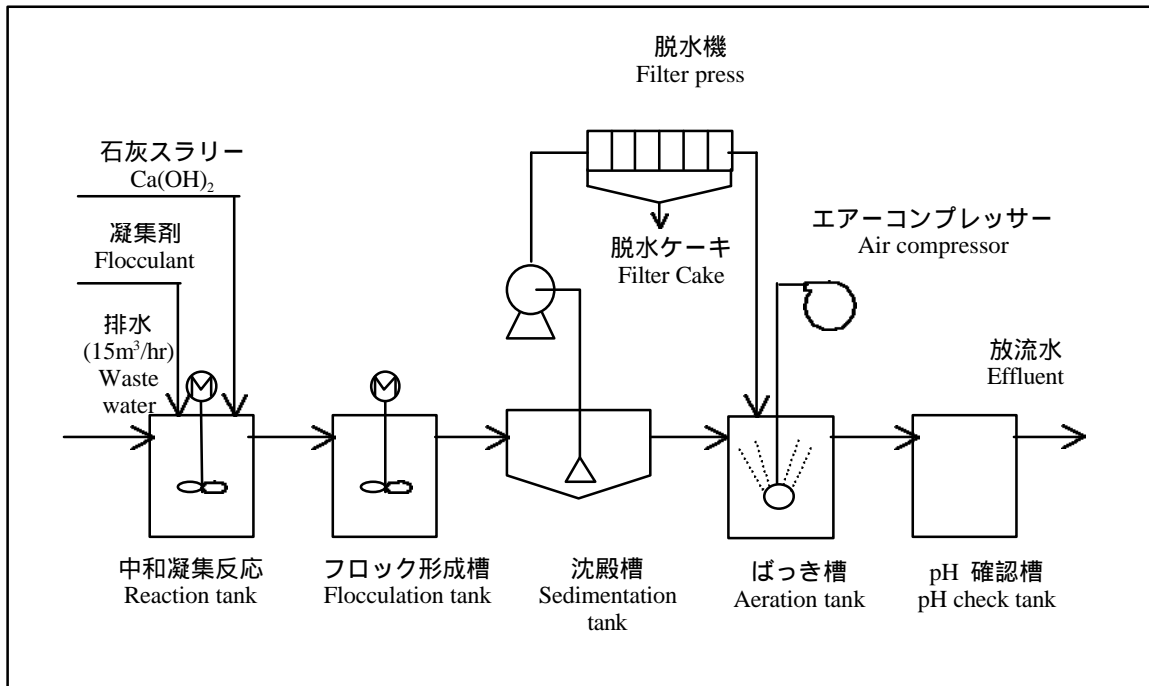 脱水機
Filter press
石灰スラリー
Ca(OH)₂
凝集剤
Flocculant
エアーコンプレッサー
Air compressor
脱水ケーキ
Filter Cake
排水
(15m³/hr)
Waste
water
放流水
Effluent
M
M
中和凝集反応
Reaction tank
フロック形成槽
Flocculation tank
沈殿槽
Sedimentation
tank
ばっき槽
Aeration tank
pH 確認槽
pH check tank